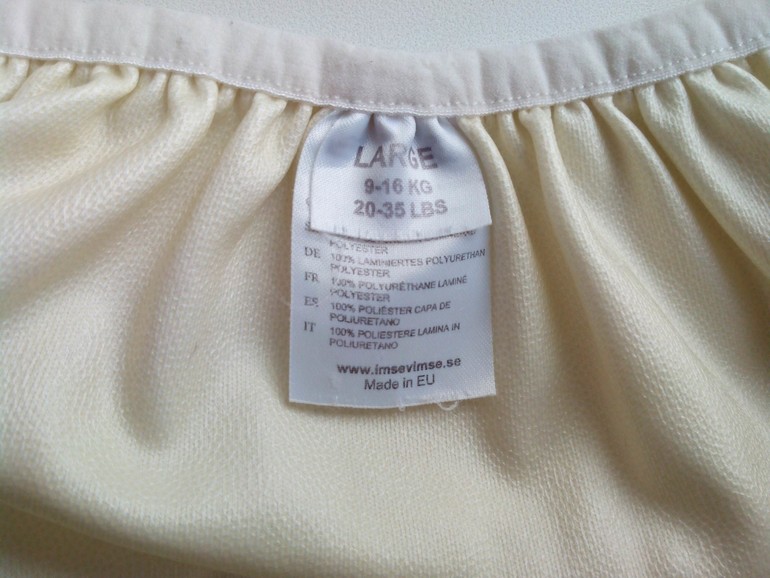 LARGE
9-16 KG
20-35 LBS
POLYESTER
DE 100% LAMINIERTES POLYURETHAN
POLYESTER
FR 100% POLYURÉTHANE LAMINÉ
POLYESTER
ES 100% POLIÉSTER CAPA DE
POLIURETANO
IT 100% POLIESTERE LAMINA IN
POLIURETANO
www.imsevimse.se
Made in EU